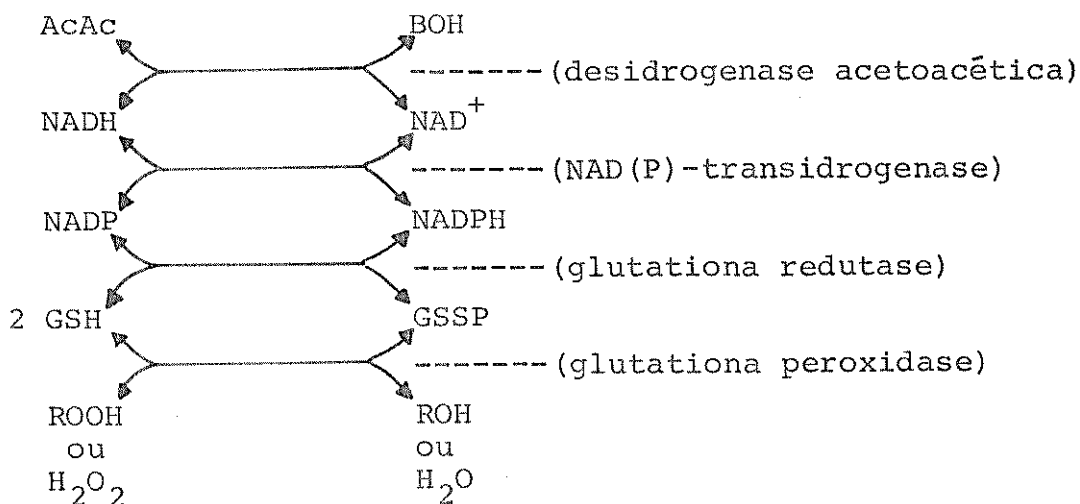 AcAc BOH
------(desidrogenase acetoacética)
NADH NAD+
------(NAD(P)-transidrogenase)
NADP NADPH
------(glutationa redutase)
2 GSH GSSP
------(glutationa peroxidase)
ROOH ROH
ou ou
H2O2 H2O